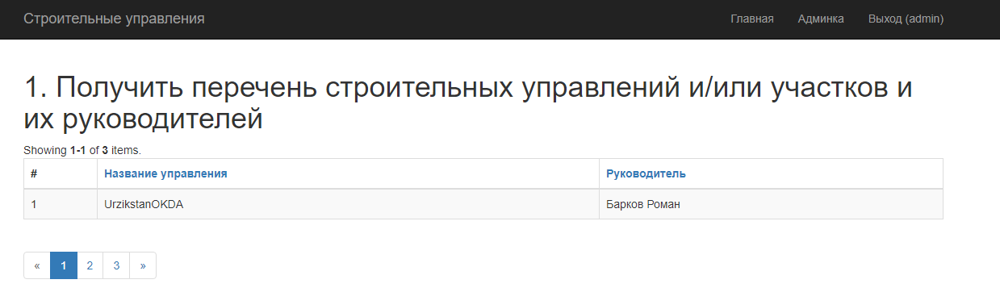 Строительные управления Главная Админка Выход (admin)
1. Получить перечень строительных управлений и/или участков и
их руководителей
Showing 1-1 of 3 items.
# Название управления Руководитель
1 UrzikstanOKDA Барков Роман
« 1 2 3 »